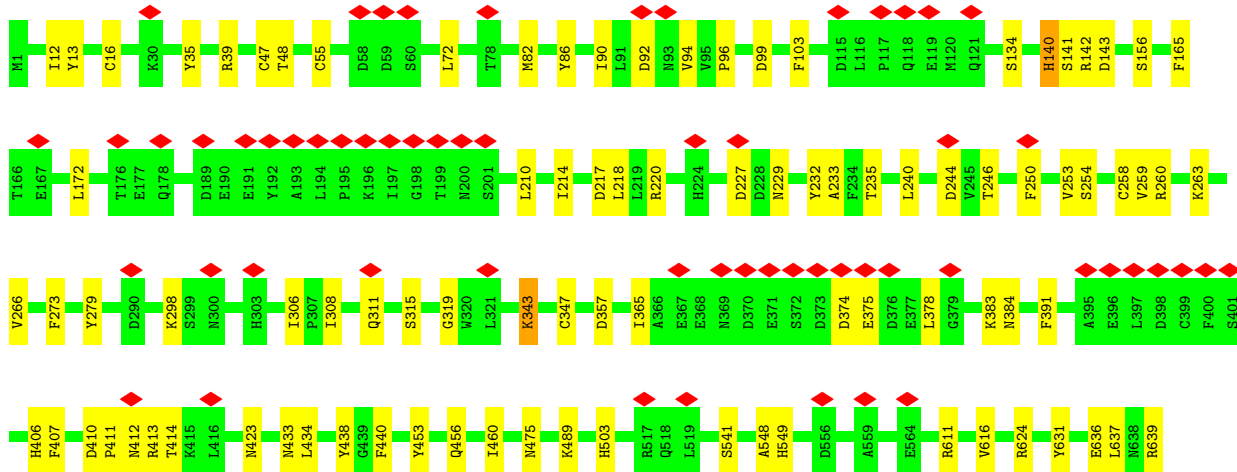 M1 I12 Y13 C16 K30 Y35 R39 C47 T48 C55 D58 D59 S60 L72 T78 M82 Y86 I90 L91 D92 N93 V94 V95 P96 D99 F103 D115 L116 P117 Q118 E119 M120 Q121 S134 H140 S141 R142 D143 S156 F165
T166 E167 L172 T176 E177 Q178 D189 E190 E191 Y192 A193 L194 P195 K196 I197 G198 T199 N200 S201 L210 I214 D217 L218 L219 R220 H224 D227 D228 N229 Y232 A233 F234 T235 L240 D244 V245 T246 F250 V253 S254 C258 V259 R260 K263
V266 F273 Y279 D290 K298 S299 N300 H303 I306 P307 I308 Q311 S315 G319 W320 L321 K343 C347 D357 I365 A366 E367 E368 N369 D370 E371 S372 D373 D374 E375 D376 E377 L378 G379 K383 N384 F391 A395 E396 L397 D398 C399 F400 S401
H406 F407 D410 P411 N412 R413 T414 K415 L416 N423 N433 L434 Y438 G439 F440 Y453 Q456 I460 N475 K489 H503 R517 Q518 L519 S541 A548 H549 D556 A559 E564 R611 V616 R624 Y631 E636 L637 N638 R639